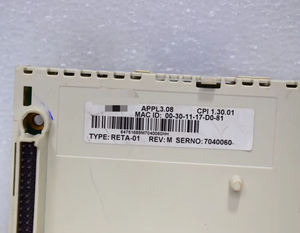 APPL3.08 CPI 1.30.01
MAC ID: 00-30-11-17-D0-81
TYPE: RETA-01 REV: M SERNO: 7040060